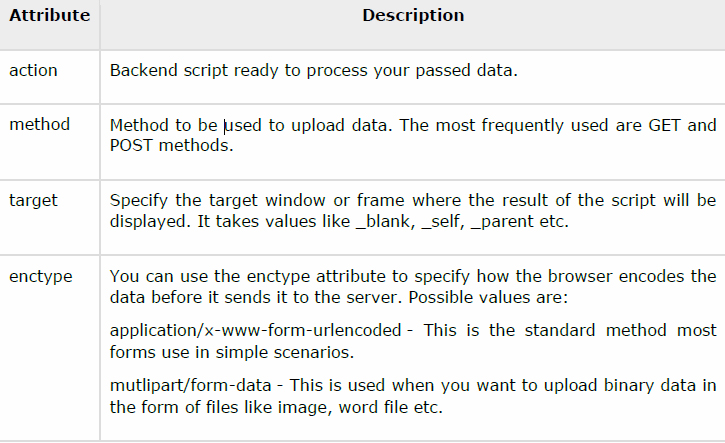 Attribute Description
action Backend script ready to process your passed data.
method Method to be used to upload data. The most frequently used are GET and
POST methods.
target Specify the target window or frame where the result of the script will be
displayed. It takes values like _blank, _self, _parent etc.
enctype You can use the enctype attribute to specify how the browser encodes the
data before it sends it to the server. Possible values are:
application/x-www-form-urlencoded - This is the standard method most
forms use in simple scenarios.
mutlipart/form-data - This is used when you want to upload binary data in
the form of files like image, word file etc.